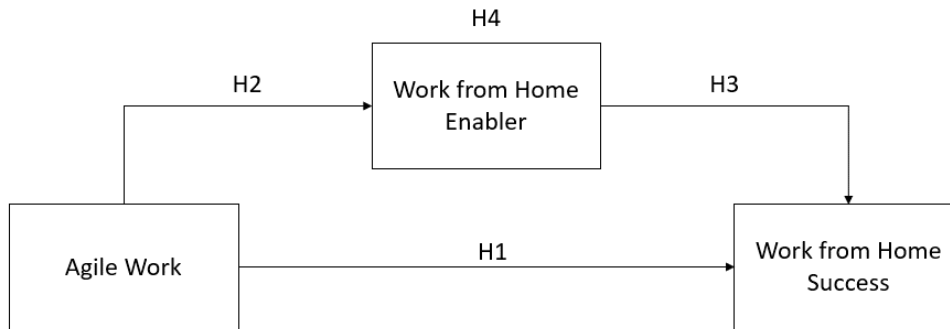 H4
Work from Home
Enabler
H2
H3
Agile Work
H1
Work from Home
Success